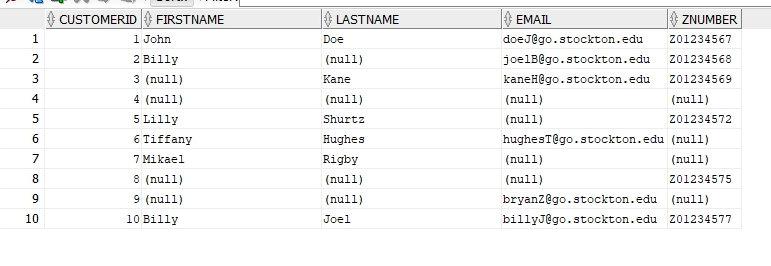 CUSTOMERID FIRSTNAME LASTNAME EMAIL ZNUMBER
1 1 John Doe doeJ@go.stockton.edu Z01234567
2 2 Billy (null) joelB@go.stockton.edu Z01234568
3 3 (null) Kane kaneH@go.stockton.edu Z01234569
4 4 (null) (null) (null) (null)
5 5 Lilly Shurtz (null) Z01234572
6 6 Tiffany Hughes hughesT@go.stockton.edu (null)
7 7 Mikael Rigby (null) (null)
8 8 (null) (null) (null) Z01234575
9 9 (null) (null) bryanZ@go.stockton.edu (null)
10 10 Billy Joel billyJ@go.stockton.edu Z01234577